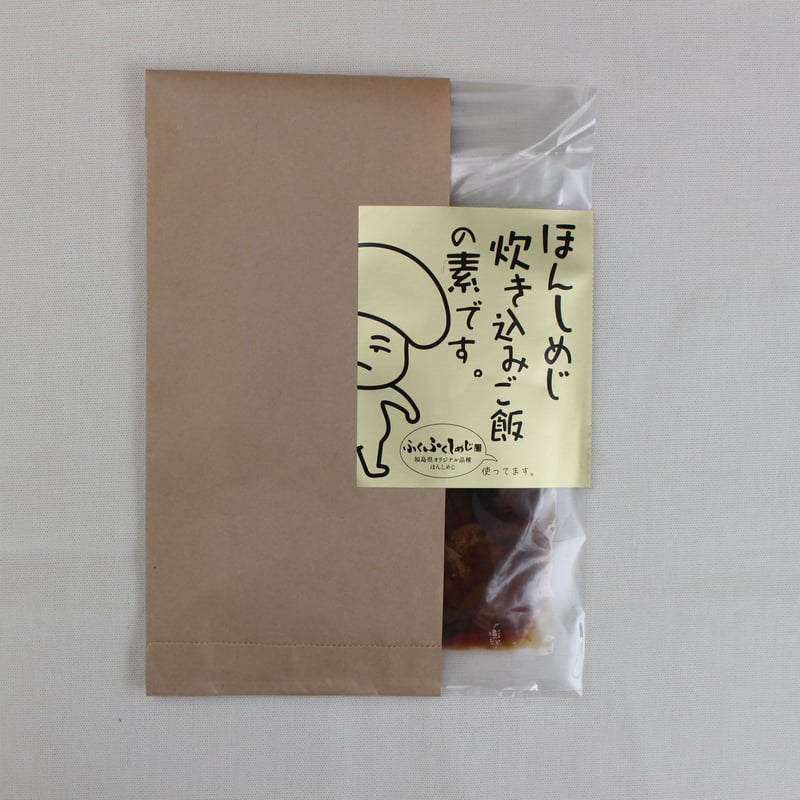 ほんしめじ
炊き込みご飯
の素です。
ふくふくしめじ
福島県オリジナル品種
ほんしめじ
使ってます。